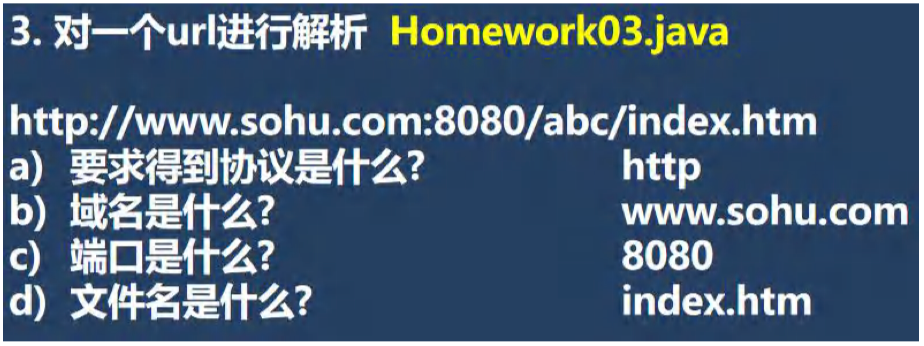 3. 对一个url进行解析 Homework03.java
http://www.sohu.com:8080/abc/index.htm
a) 要求得到协议是什么? http
b) 域名是什么? www.sohu.com
c) 端口是什么? 8080
d) 文件名是什么? index.htm